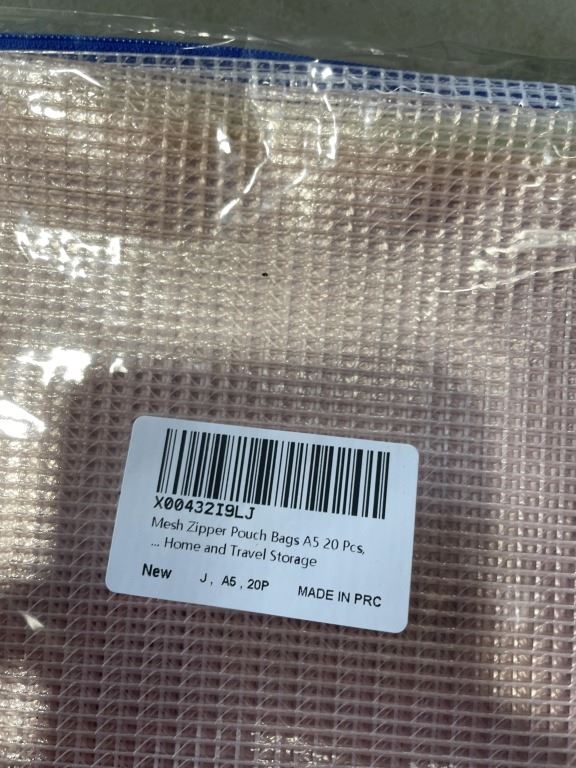 X00432I9LJ
Mesh Zipper Pouch Bags A5 20 Pcs,
... Home and Travel Storage
New J, A5, 20P MADE IN PRC